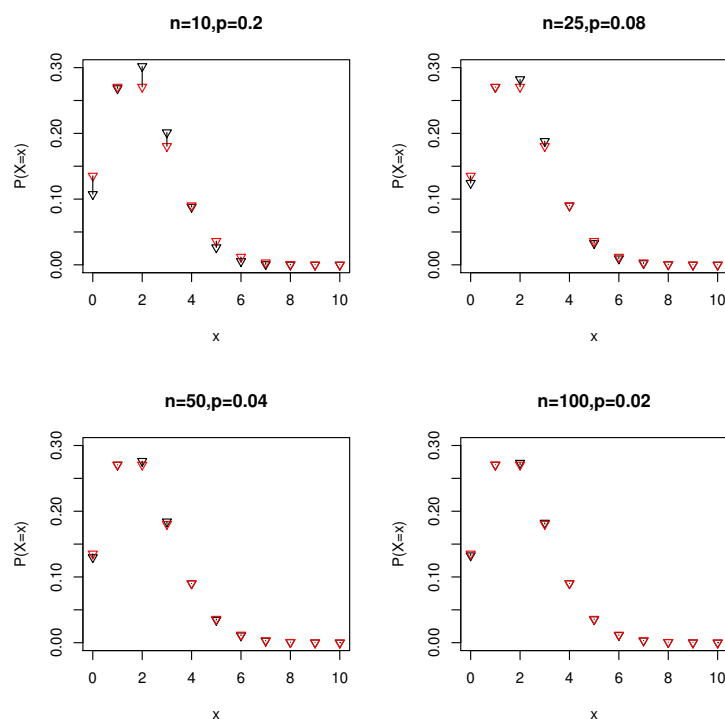 n=10,p=0.2
P(X=x)
0.30
0.20
0.10
0.00
0 2 4 6 8 10
x
n=25,p=0.08
P(X=x)
0.30
0.20
0.10
0.00
0 2 4 6 8 10
x
n=50,p=0.04
P(X=x)
0.30
0.20
0.10
0.00
0 2 4 6 8 10
x
n=100,p=0.02
P(X=x)
0.30
0.20
0.10
0.00
0 2 4 6 8 10
x